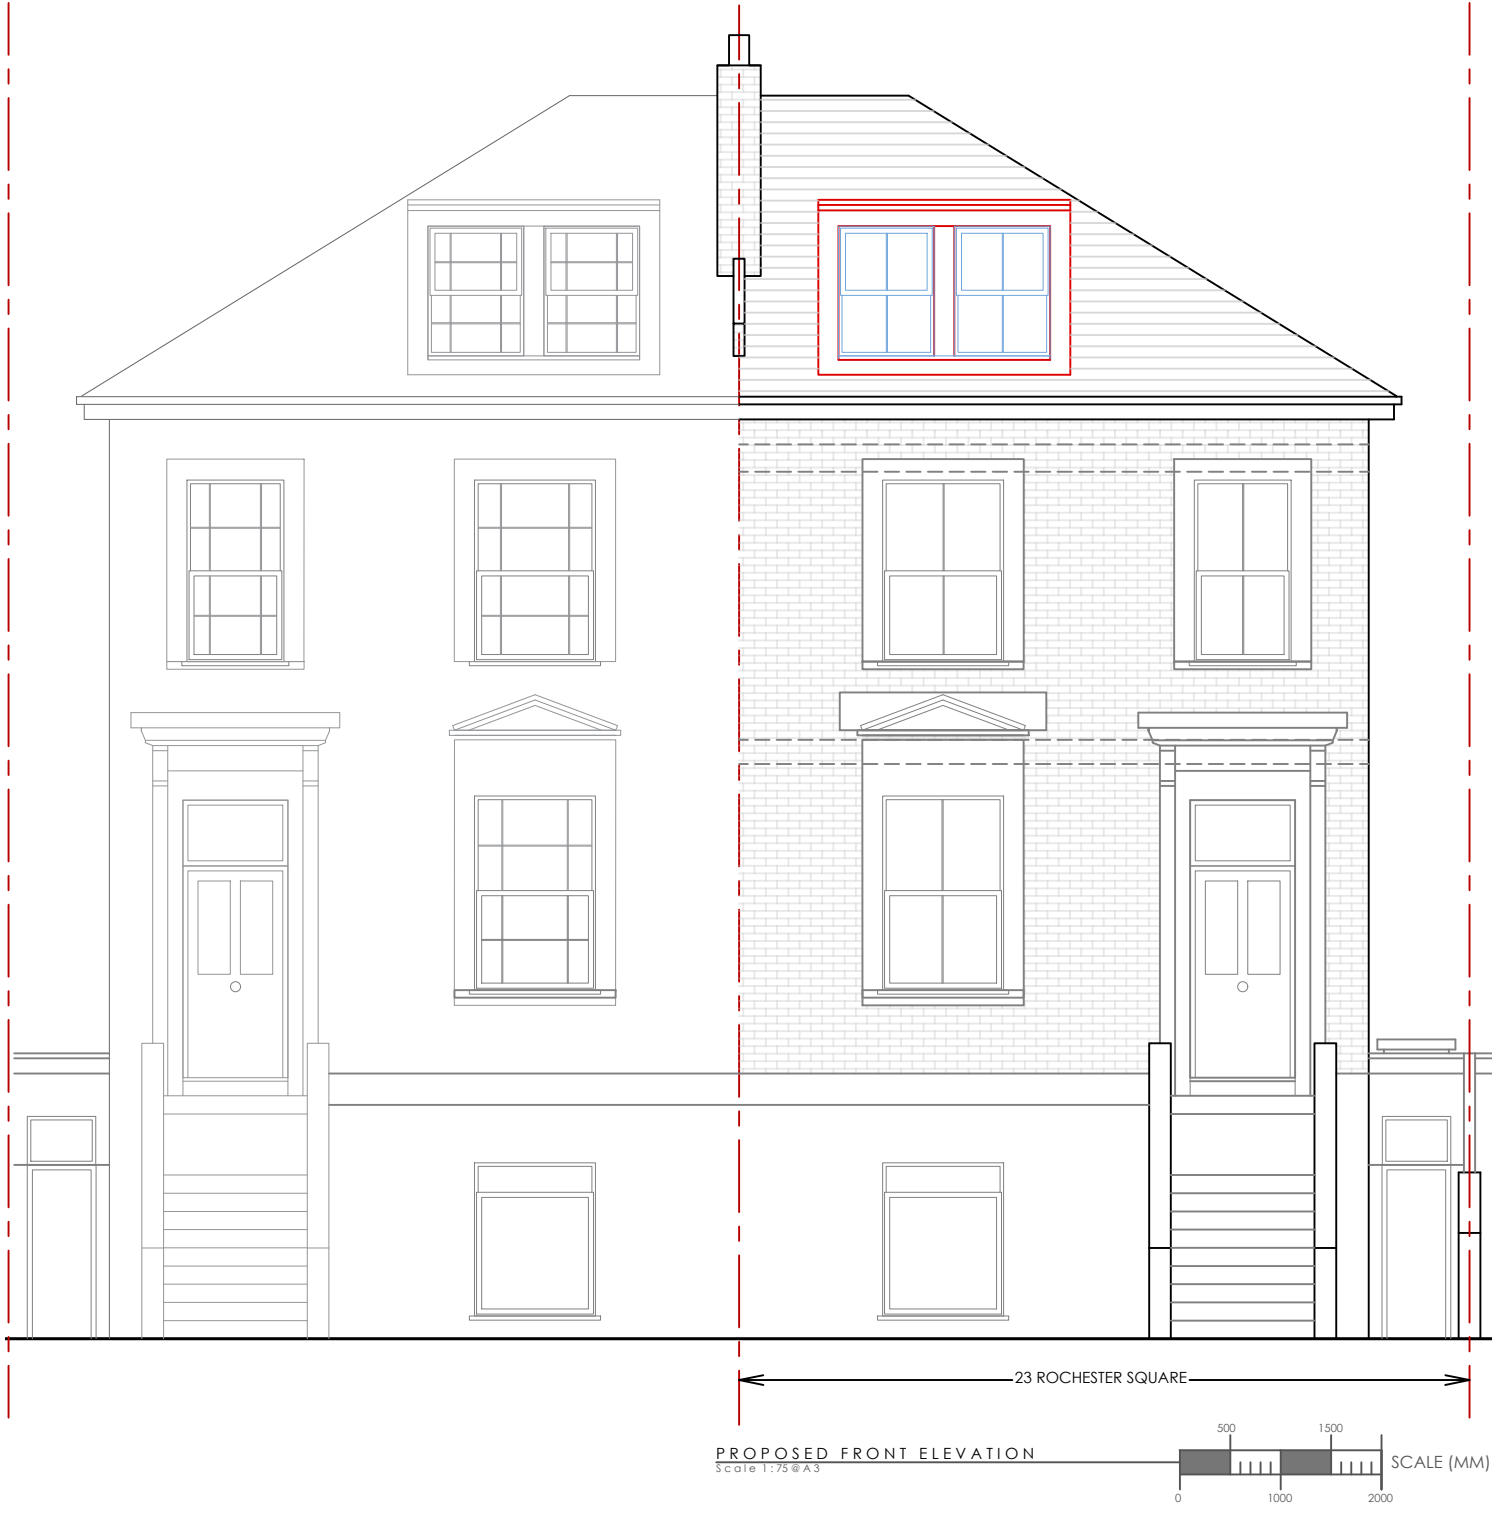 23 ROCHESTER SQUARE
PROPOSED FRONT ELEVATION
Scale 1:75@A3
500 1500
SCALE (MM)
0 1000 2000